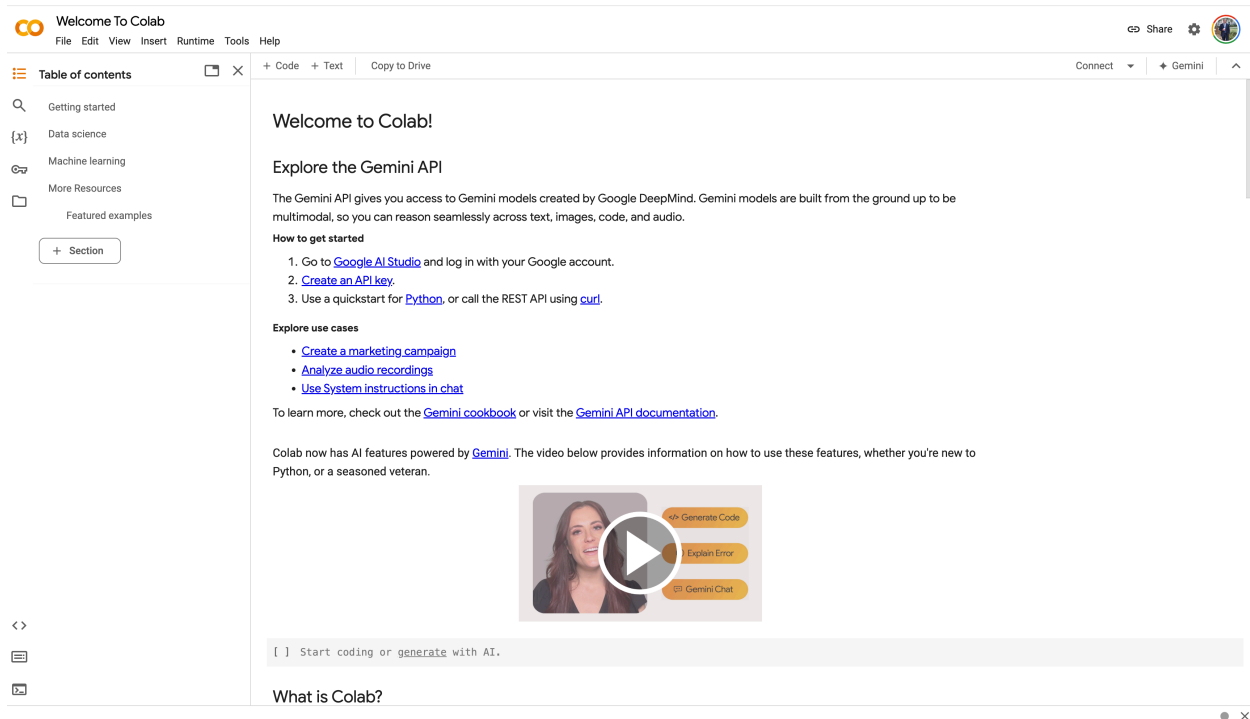 Welcome To Colab
File Edit View Insert Runtime Tools Help
Share
Table of contents
+ Code + Text Copy to Drive
Connect Gemini
Getting started
{x} Data science
Machine learning
More Resources
Featured examples
+ Section
Welcome to Colab!
Explore the Gemini API
The Gemini API gives you access to Gemini models created by Google DeepMind. Gemini models are built from the ground up to be
multimodal, so you can reason seamlessly across text, images, code, and audio.
How to get started
1. Go to Google AI Studio and log in with your Google account.
2. Create an API key.
3. Use a quickstart for Python, or call the REST API using curl.
Explore use cases
• Create a marketing campaign
• Analyze audio recordings
• Use System instructions in chat
To learn more, check out the Gemini cookbook or visit the Gemini API documentation.
Colab now has AI features powered by Gemini. The video below provides information on how to use these features, whether you're new to
Python, or a seasoned veteran.
</> Generate Code
Explain Error
Gemini Chat
[ ] Start coding or generate with AI.
What is Colab?